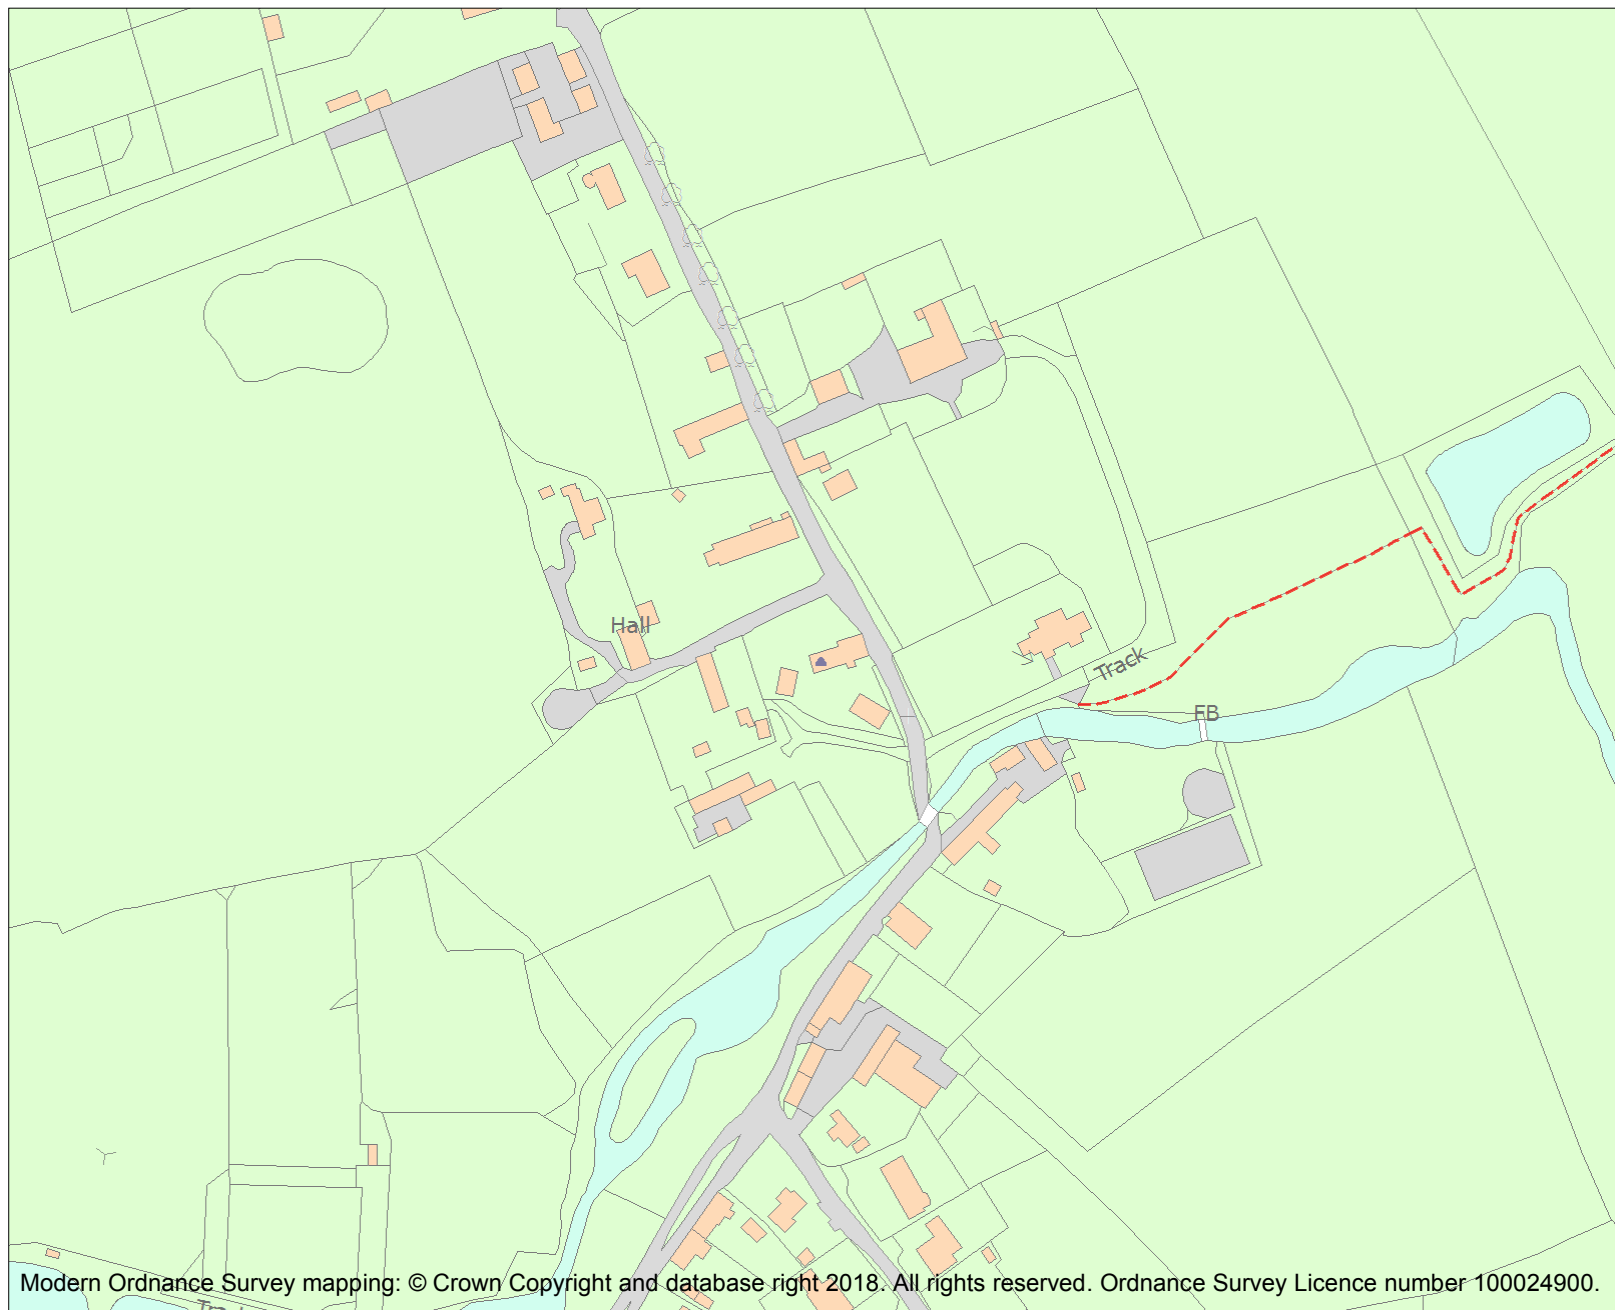 Hall
Track
FB
Modern Ordnance Survey mapping: © Crown Copyright and database right 2018. All rights reserved. Ordnance Survey Licence number 100024900.